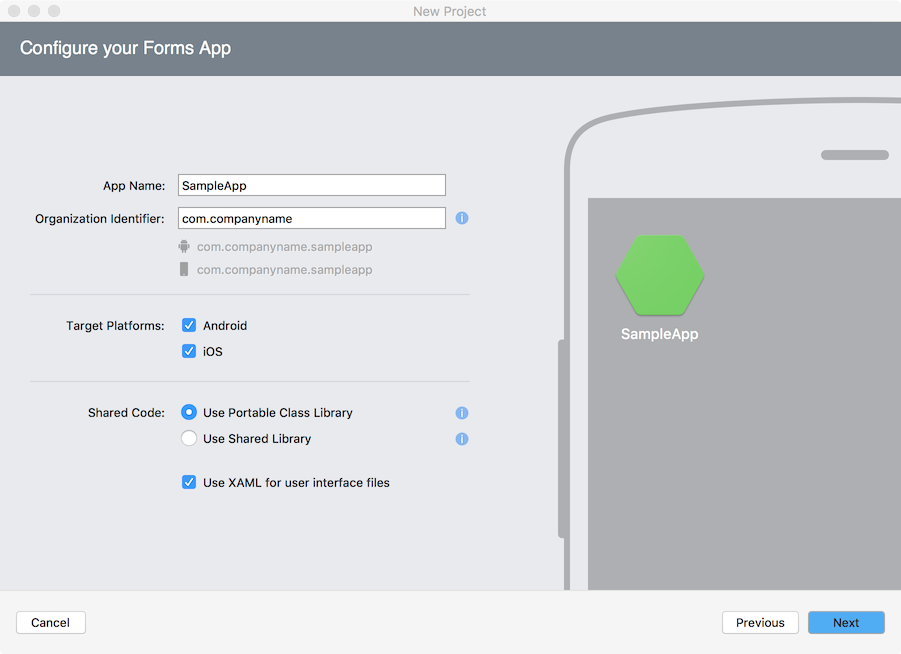 New Project
Configure your Forms App
App Name: SampleApp
Organization Identifier: com.companyname
com.companyname.sampleapp
com.companyname.sampleapp
Target Platforms: Android
iOS
Shared Code: Use Portable Class Library
Use Shared Library
Use XAML for user interface files
SampleApp
Cancel Previous Next